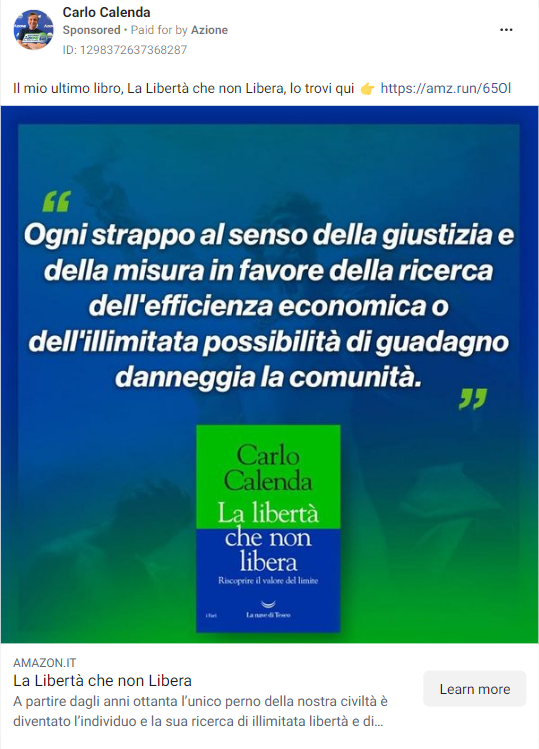 Carlo Calenda
Sponsored • Paid for by Azione
ID: 1298372637368287
Il mio ultimo libro, La Libertà che non Libera, lo trovi qui 👉 https://amz.run/65Ol
“
Ogni strappo al senso della giustizia e
della misura in favore della ricerca
dell'efficienza economica o
dell'illimitata possibilità di guadagno
danneggia la comunità.
”
Carlo
Calenda
La libertà
che non
libera
Riscoprire il valore del limite
i Fari
La nave di Teseo
AMAZON.IT
La Libertà che non Libera
A partire dagli anni ottanta l’unico perno della nostra civiltà è
diventato l’individuo e la sua ricerca di illimitata libertà e di...
Learn more